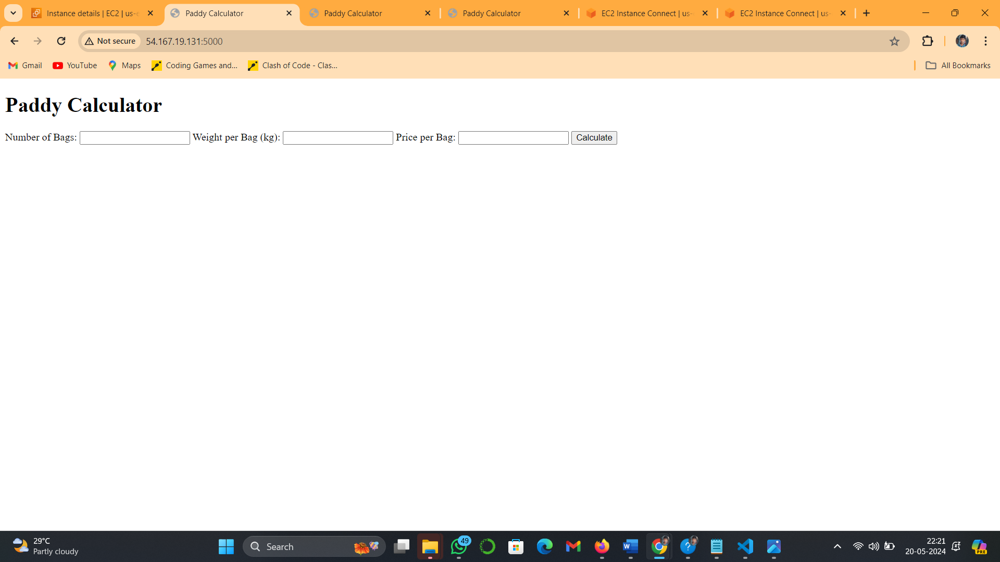 Instance details | EC2 | us-e
Paddy Calculator
Paddy Calculator
Paddy Calculator
EC2 Instance Connect | us-
EC2 Instance Connect | us-
Not secure
54.167.19.131:5000
Gmail
YouTube
Maps
Coding Games and...
Clash of Code - Clas...
All Bookmarks
Paddy Calculator
Number of Bags: Weight per Bag (kg): Price per Bag: Calculate
29°C
Partly cloudy
Search
49
22:21
20-05-2024
PRE